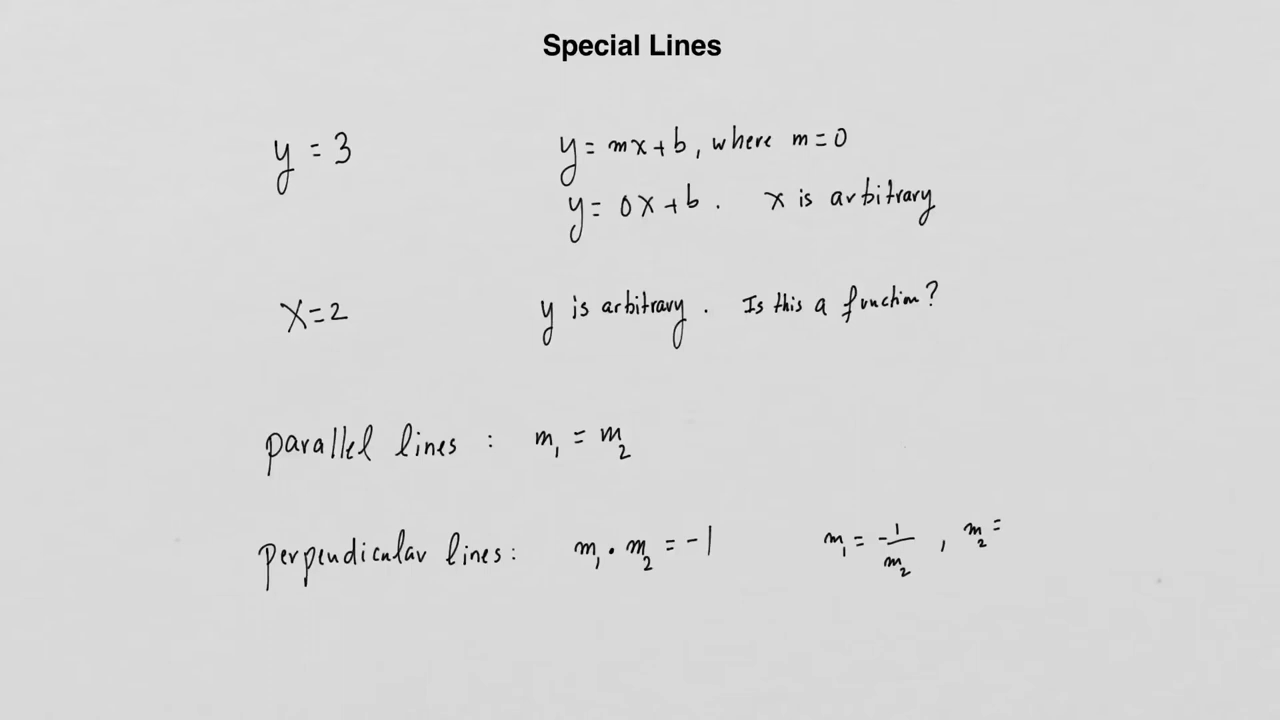 Special Lines
y = 3
y = mx + b, where m = 0
y = 0x + b. x is arbitrary
x = 2
y is arbitrary. Is this a function?
parallel lines: m₁ = m₂
perpendicular lines: m₁ · m₂ = -1 m₁ = -1/m₂, m₂ =